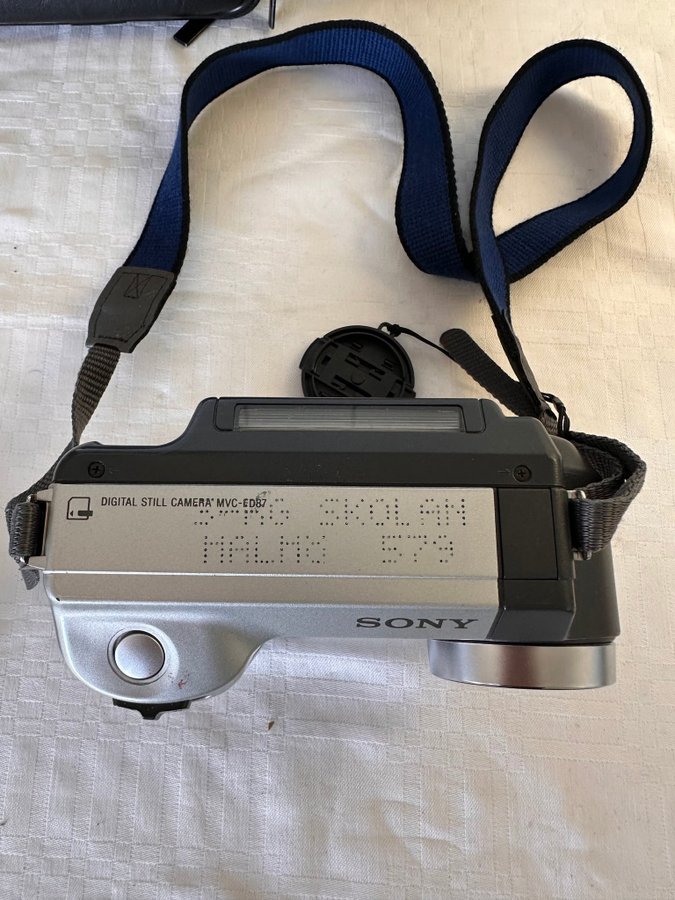 DIGITAL STILL CAMERA MVC-FD87
SKOLAN
MALMÖ 579
SONY